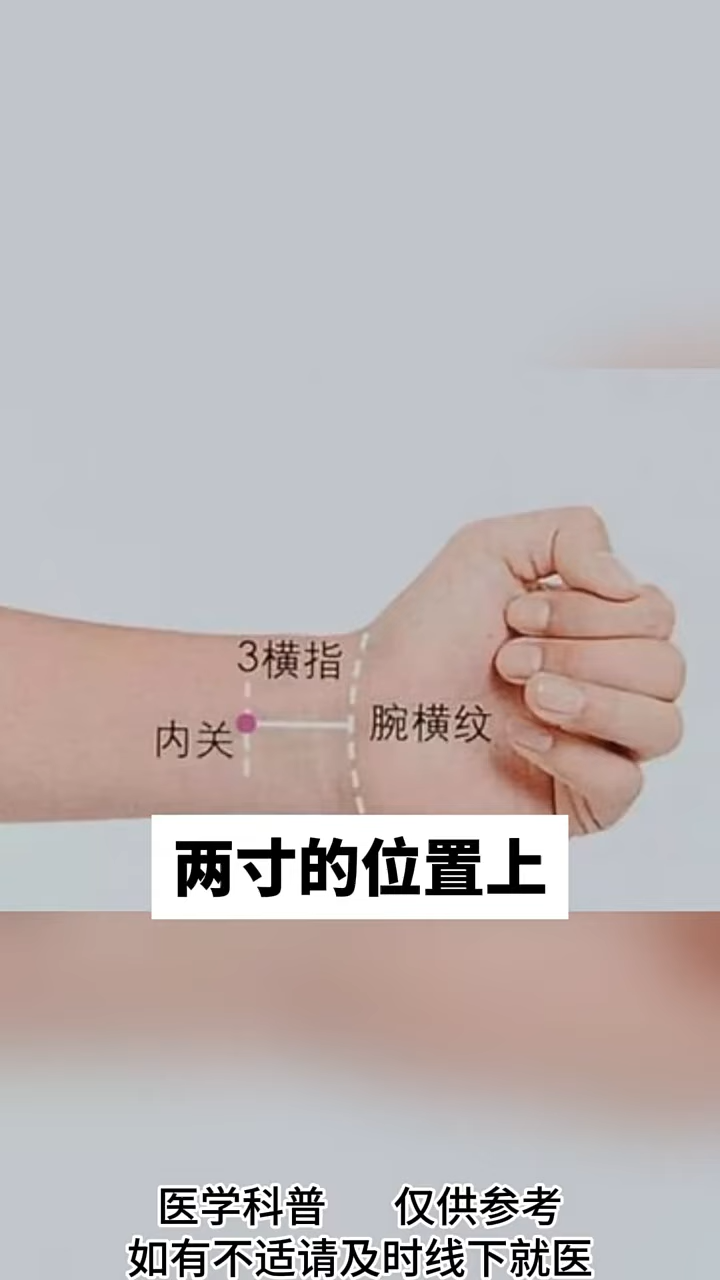 3横指
内关
腕横纹
两寸的位置上
医学科普 仅供参考
如有不适请及时线下就医